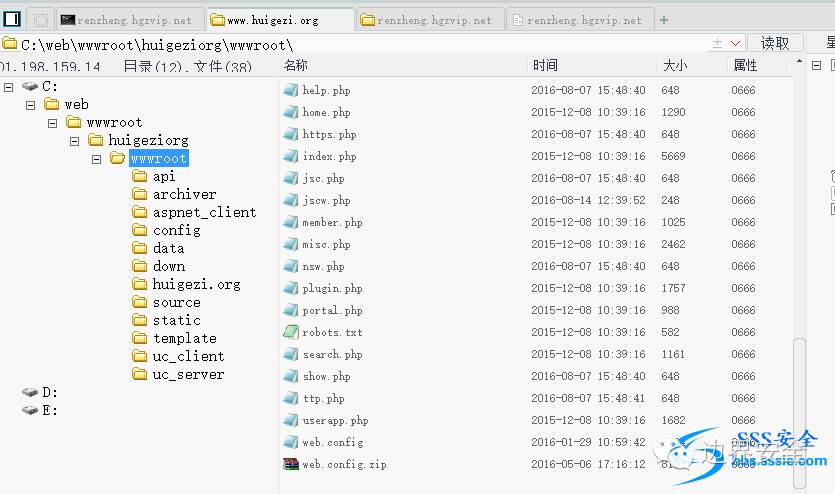 renzheng.hgzvip.net www.huigezi.org renzheng.hgzvip.net renzheng.hgzvip.net +
C:\web\wwwroot\huigeziorg\wwwroot\ 读取
01.198.159.14 目录(12),文件(38) 名称 时间 大小 属性
C:
web
wwwroot
huigeziorg
wwwroot
api
archiver
aspnet_client
config
data
down
huigezi.org
source
static
template
uc_client
uc_server
D:
E:
help.php 2016-08-07 15:48:40 648 0666
home.php 2015-12-08 10:39:16 1290 0666
https.php 2016-08-07 15:48:40 648 0666
index.php 2015-12-08 10:39:16 5669 0666
jsc.php 2016-08-07 15:48:40 648 0666
jscw.php 2016-08-14 12:39:52 248 0666
member.php 2015-12-08 10:39:16 1025 0666
misc.php 2015-12-08 10:39:16 2462 0666
nsw.php 2016-08-07 15:48:40 648 0666
plugin.php 2015-12-08 10:39:16 1757 0666
portal.php 2015-12-08 10:39:16 988 0666
robots.txt 2015-12-08 10:39:16 582 0666
search.php 2015-12-08 10:39:16 1161 0666
show.php 2016-08-07 15:48:40 648 0666
ttp.php 2016-08-07 15:48:41 648 0666
userapp.php 2015-12-08 10:39:16 1682 0666
web.config 2016-01-29 10:59:42
web.config.zip 2016-05-06 17:16:12
SSS安全
边界安全
bbs.sssie.com